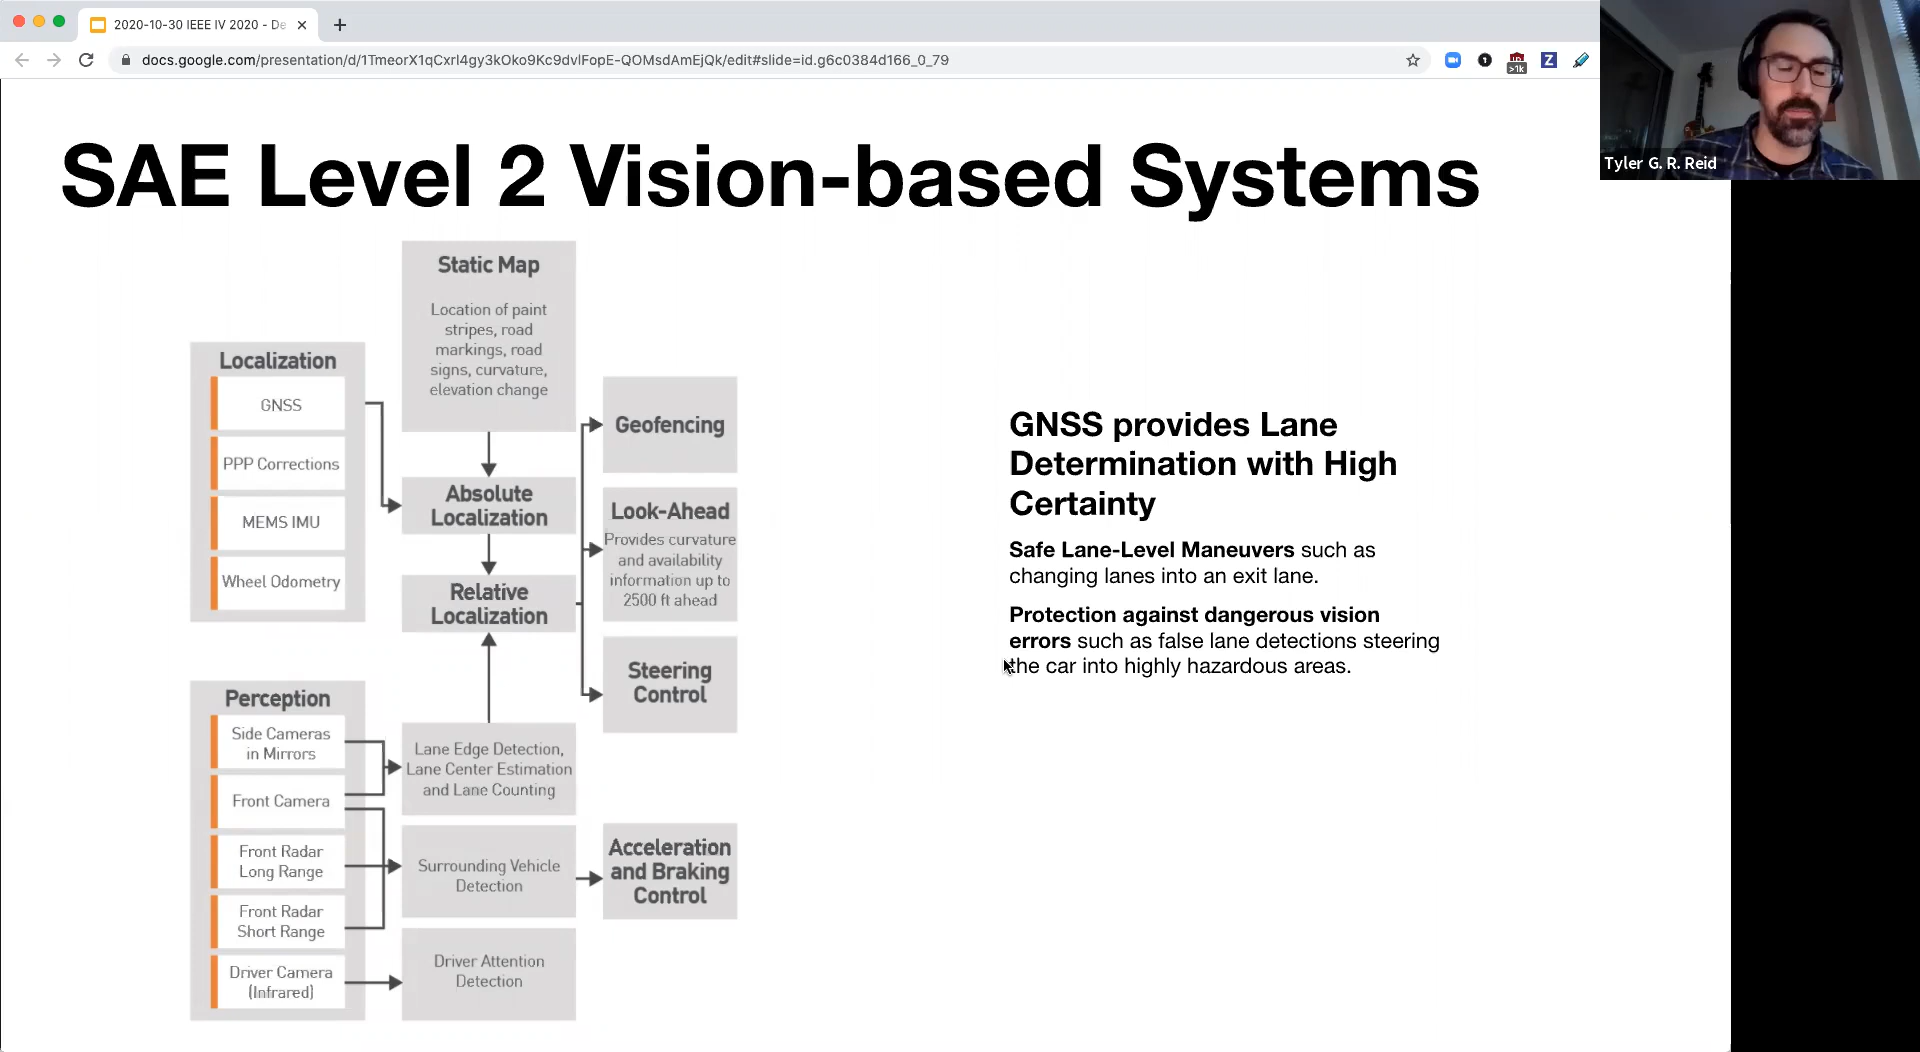 2020-10-30 IEEE IV 2020 - De
docs.google.com/presentation/d/1TmeorX1qCxrl4gy3kOko9Kc9dvlFopE-QOMsdAmEjQk/edit#slide=id.g6c0384d166_0_79
>1k
Z
Tyler G. R. Reid
SAE Level 2 Vision-based Systems
Static Map
Location of paint
stripes, road
markings, road
signs, curvature,
elevation change
Localization
GNSS
PPP Corrections
MEMS IMU
Wheel Odometry
Absolute
Localization
Relative
Localization
Geofencing
Look-Ahead
Provides curvature
and availability
information up to
2500 ft ahead
Steering
Control
Perception
Side Cameras
in Mirrors
Front Camera
Front Radar
Long Range
Front Radar
Short Range
Driver Camera
(Infrared)
Lane Edge Detection,
Lane Center Estimation
and Lane Counting
Surrounding Vehicle
Detection
Driver Attention
Detection
Acceleration
and Braking
Control
GNSS provides Lane
Determination with High
Certainty
Safe Lane-Level Maneuvers such as
changing lanes into an exit lane.
Protection against dangerous vision
errors such as false lane detections steering
the car into highly hazardous areas.